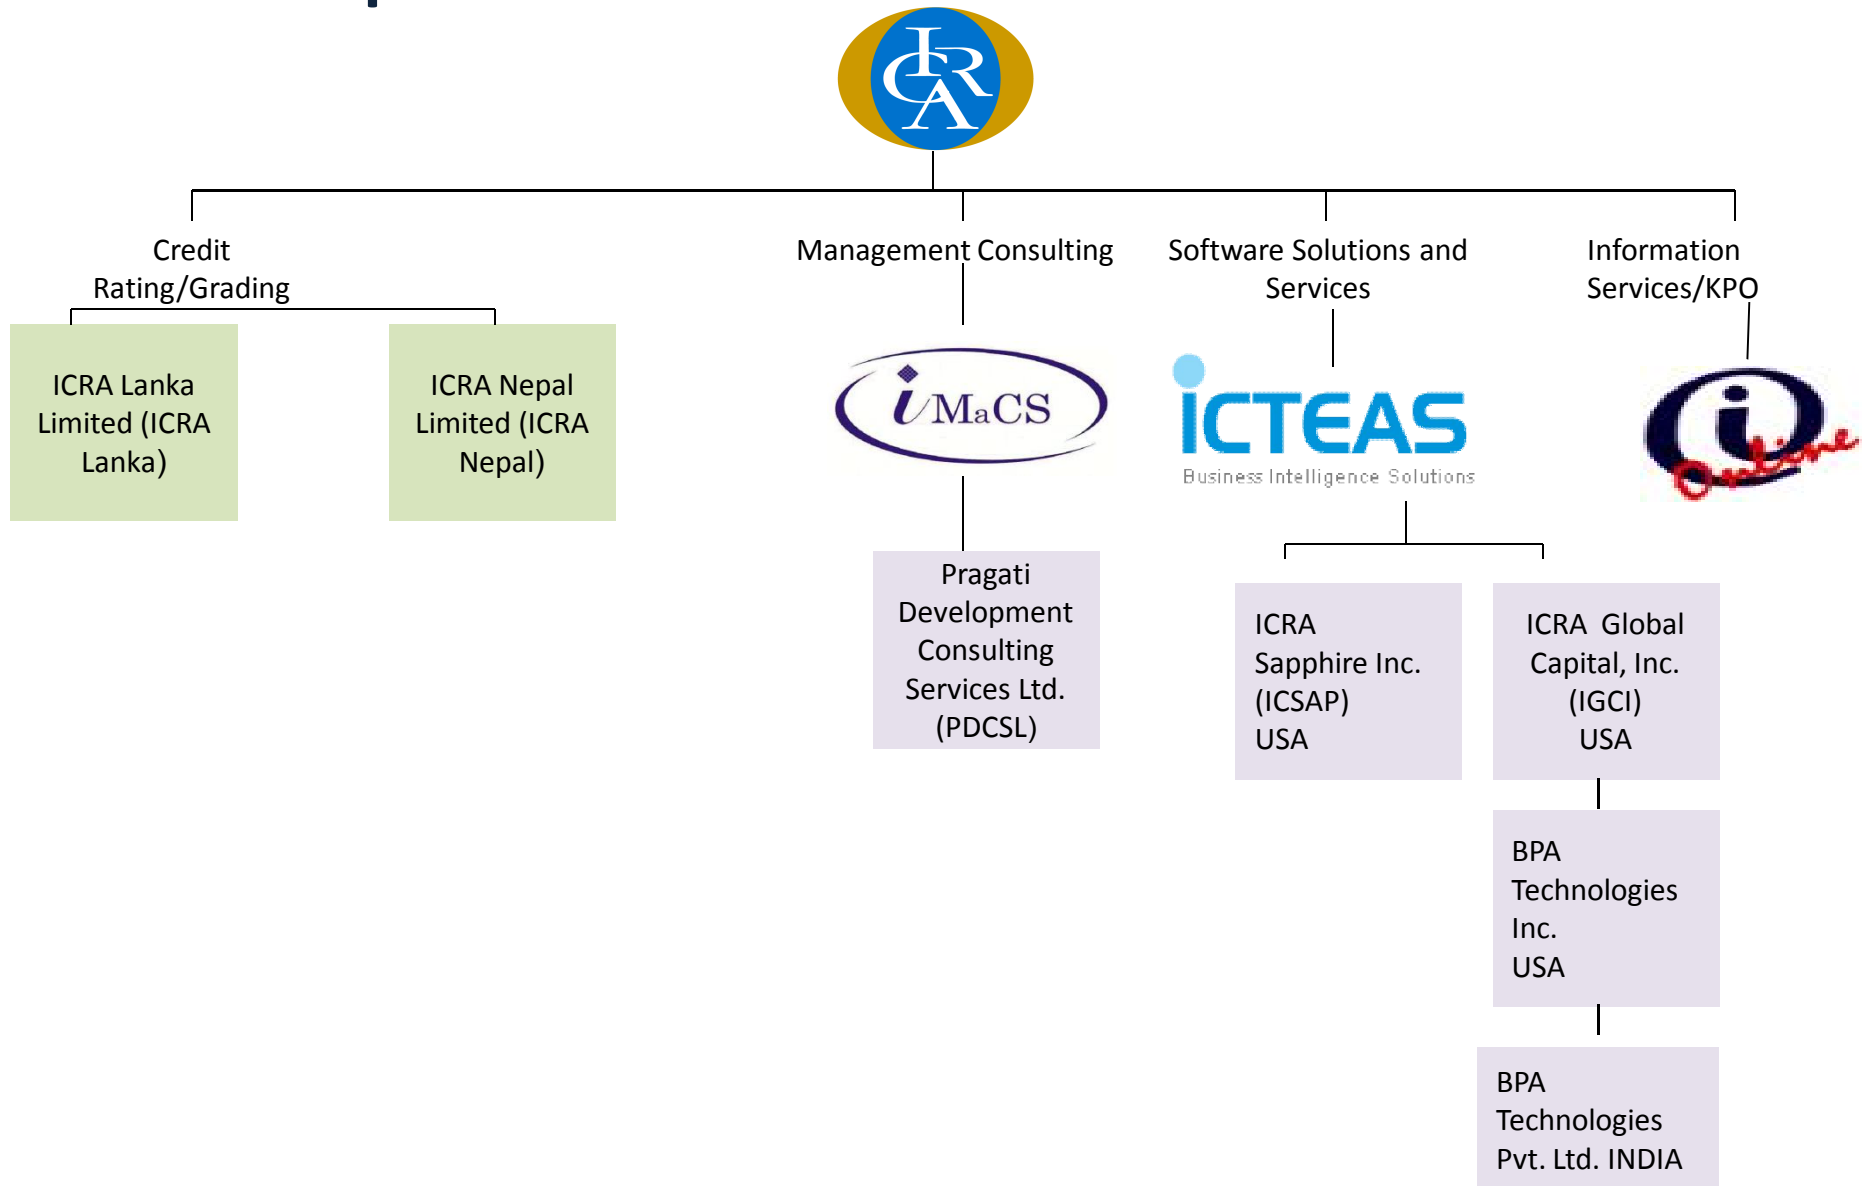 ICRA
Credit
Rating/Grading
Management Consulting
Software Solutions and
Services
Information
Services/KPO
ICRA Lanka
Limited (ICRA
Lanka)
ICRA Nepal
Limited (ICRA
Nepal)
iMaCS
iCTEAS
Business Intelligence Solutions
i
Online
Pragati
Development
Consulting
Services Ltd.
(PDCSL)
ICRA
Sapphire Inc.
(ICSAP)
USA
ICRA Global
Capital, Inc.
(IGCI)
USA
BPA
Technologies
Inc.
USA
BPA
Technologies
Pvt. Ltd. INDIA